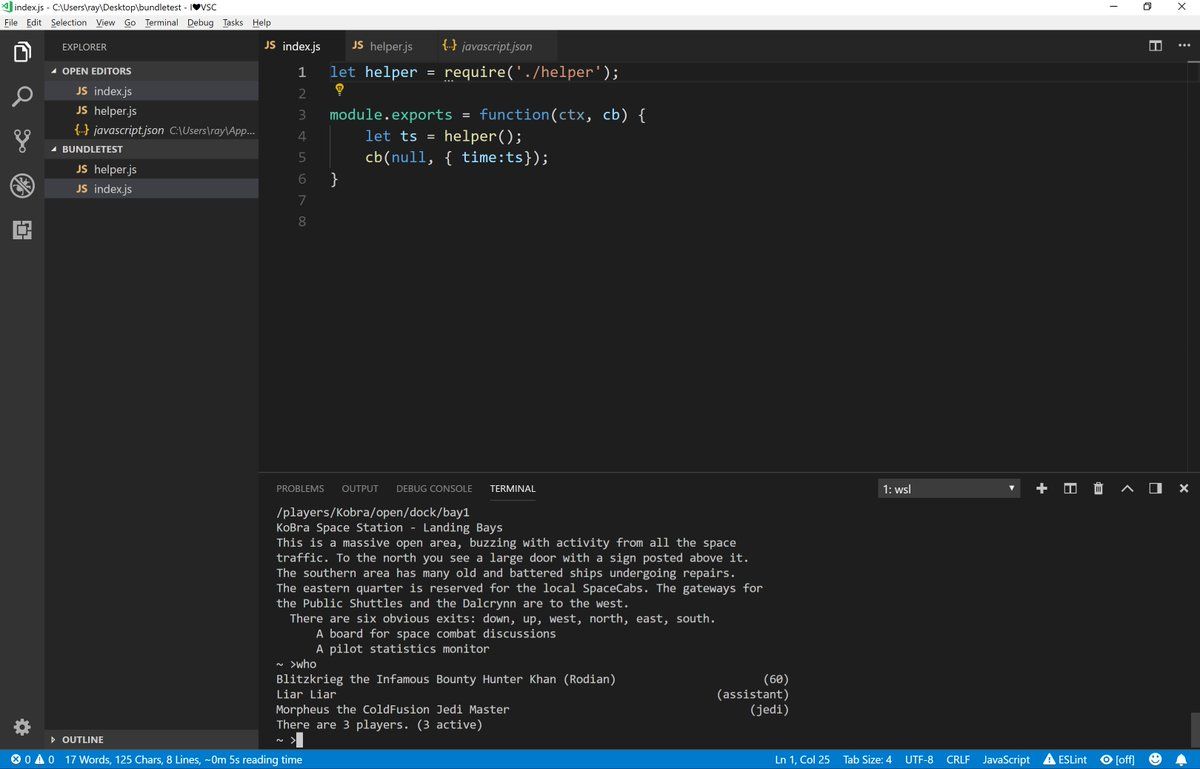 index.js - C:\Users\ray\Desktop\bundletest - I♥VSC
File Edit Selection View Go Terminal Debug Tasks Help
EXPLORER
OPEN EDITORS
JS index.js
JS helper.js
{..} javascript.json C:\Users\ray\App...
BUNDLETEST
JS helper.js
JS index.js
OUTLINE
JS index.js JS helper.js {..} javascript.json
1 let helper = require('./helper');
2
3 module.exports = function(ctx, cb) {
4     let ts = helper();
5     cb(null, { time:ts});
6 }
7
8
PROBLEMS OUTPUT DEBUG CONSOLE TERMINAL 1: wsl
/players/Kobra/open/dock/bay1
KoBra Space Station - Landing Bays
This is a massive open area, buzzing with activity from all the space
traffic. To the north you see a large door with a sign posted above it.
The southern area has many old and battered ships undergoing repairs.
The eastern quarter is reserved for the local SpaceCabs. The gateways for
the Public Shuttles and the Dalcrynn are to the west.
  There are six obvious exits: down, up, west, north, east, south.
      A board for space combat discussions
      A pilot statistics monitor
~ >who
Blitzkrieg the Infamous Bounty Hunter Khan (Rodian) (60)
Liar Liar (assistant)
Morpheus the ColdFusion Jedi Master (jedi)
There are 3 players. (3 active)
~ >
0 0 17 Words, 125 Chars, 8 Lines, ~0m 5s reading time Ln 1, Col 25 Tab Size: 4 UTF-8 CRLF JavaScript ESLint [off]